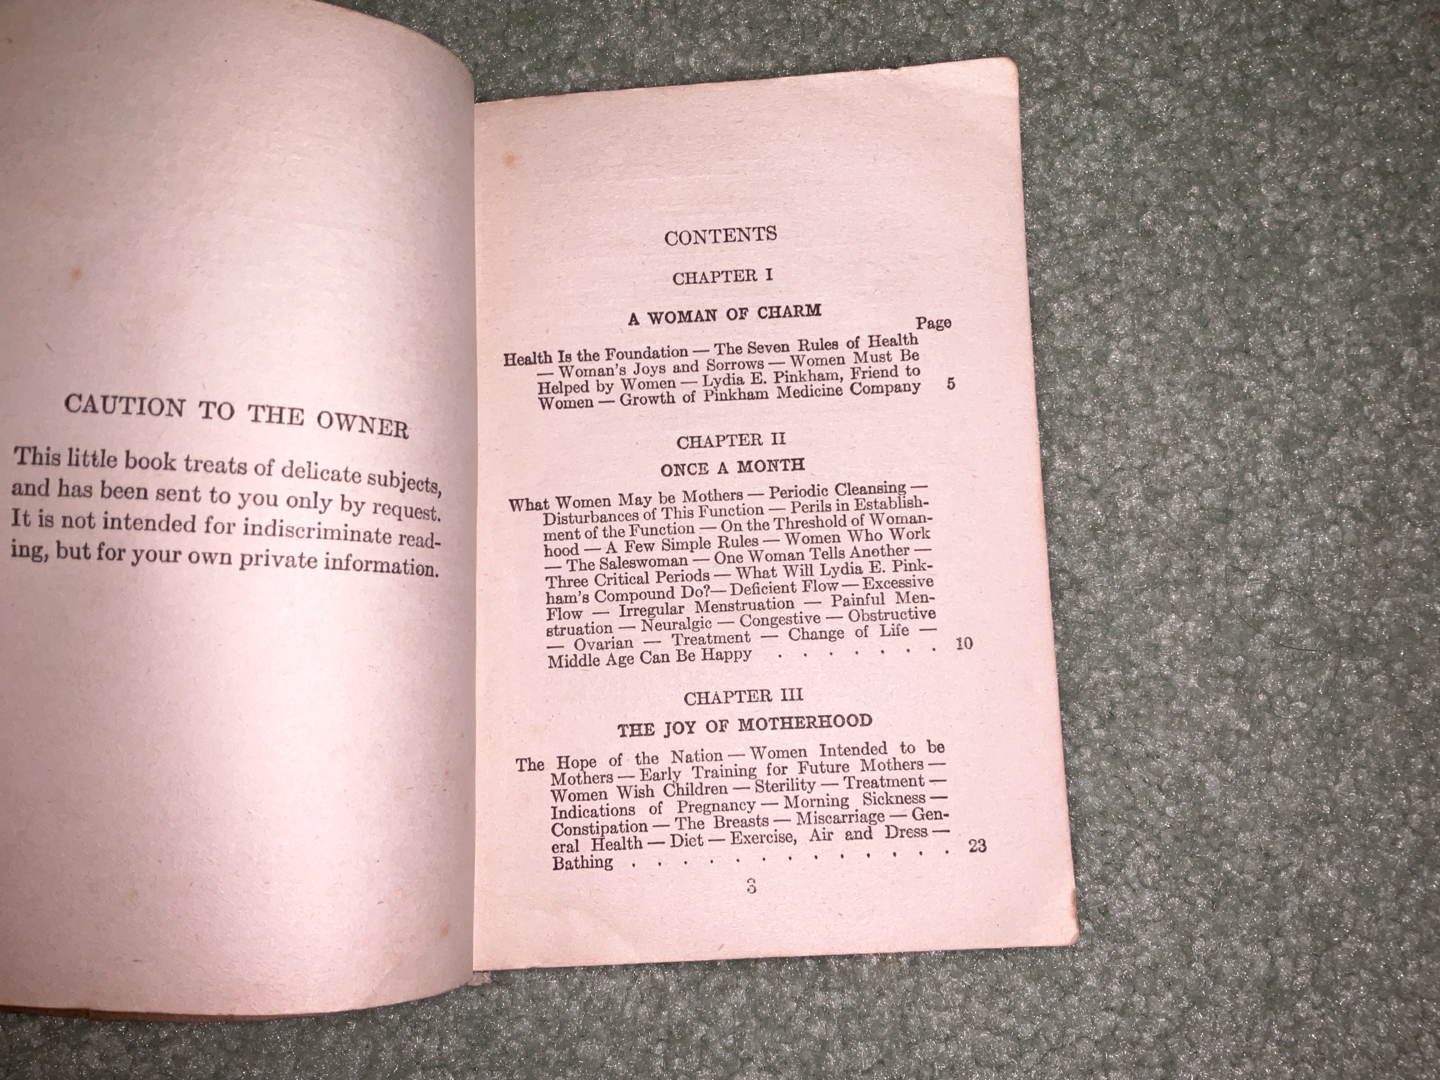 CAUTION TO THE OWNER
This little book treats of delicate subjects,
and has been sent to you only by request.
It is not intended for indiscriminate read-
ing, but for your own private information.
CONTENTS
CHAPTER I
A WOMAN OF CHARM
Page
Health Is the Foundation — The Seven Rules of Health
— Woman's Joys and Sorrows — Women Must Be
Helped by Women — Lydia E. Pinkham, Friend to
Women — Growth of Pinkham Medicine Company 5
CHAPTER II
ONCE A MONTH
What Women May be Mothers — Periodic Cleansing —
Disturbances of This Function — Perils in Establish-
ment of the Function — On the Threshold of Woman-
hood — A Few Simple Rules — Women Who Work
— The Saleswoman — One Woman Tells Another —
Three Critical Periods — What Will Lydia E. Pink-
ham's Compound Do? — Deficient Flow — Excessive
Flow — Irregular Menstruation — Painful Men-
struation — Neuralgic — Congestive — Obstructive
— Ovarian — Treatment — Change of Life —
Middle Age Can Be Happy . . . . . . . 10
CHAPTER III
THE JOY OF MOTHERHOOD
The Hope of the Nation — Women Intended to be
Mothers — Early Training for Future Mothers —
Women Wish Children — Sterility — Treatment —
Indications of Pregnancy — Morning Sickness —
Constipation — The Breasts — Miscarriage — Gen-
eral Health — Diet — Exercise, Air and Dress —
Bathing . . . . . . . . . . . . . 23
3